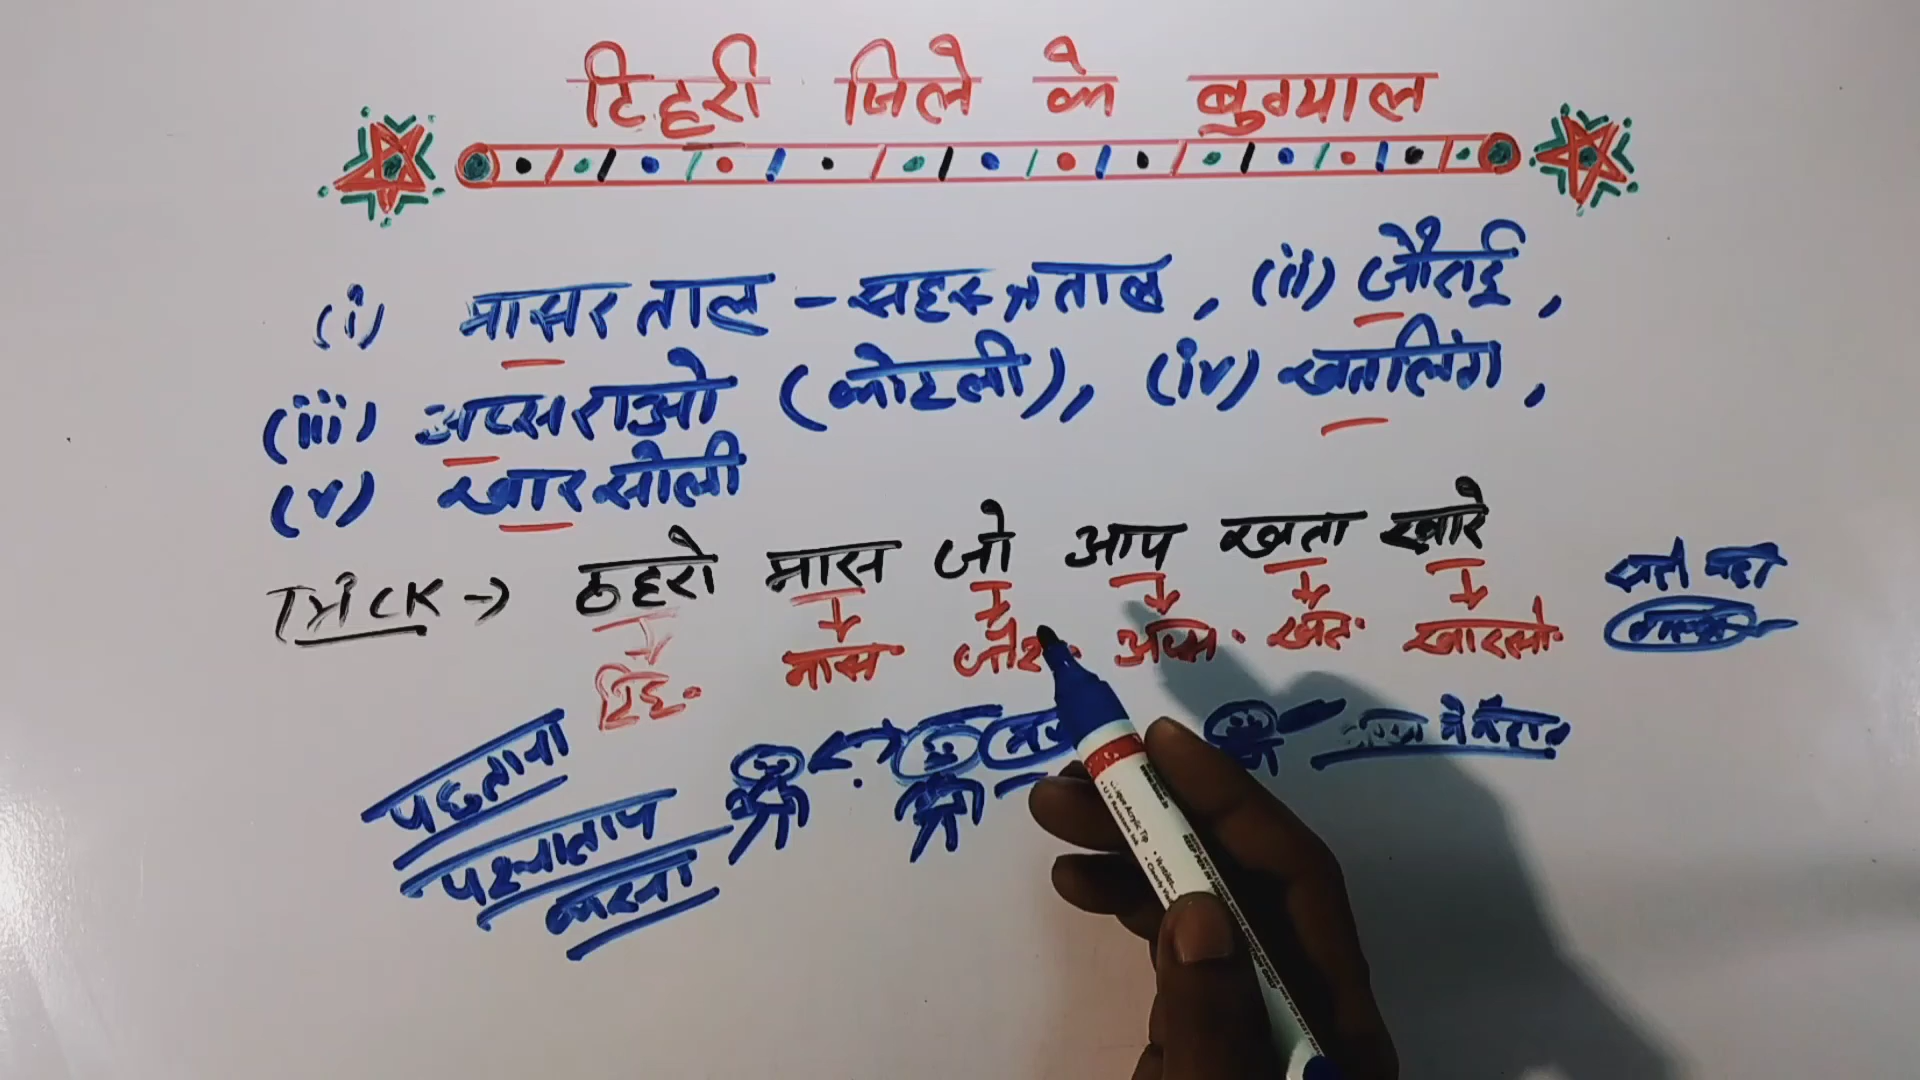 टिहरी जिले के बुग्याल
(i) मासरताल - सहस्त्रताल, (ii) जौराई,
(iii) अप्सराओ (कोटली), (iv) खतलिंग,
(v) खारसोली
TRICK → ठहरो मास जो आप खता खारे
टिह. मास. जौरा. अप्स. खत. खारसो.
पछताना
पश्चाताप
करना